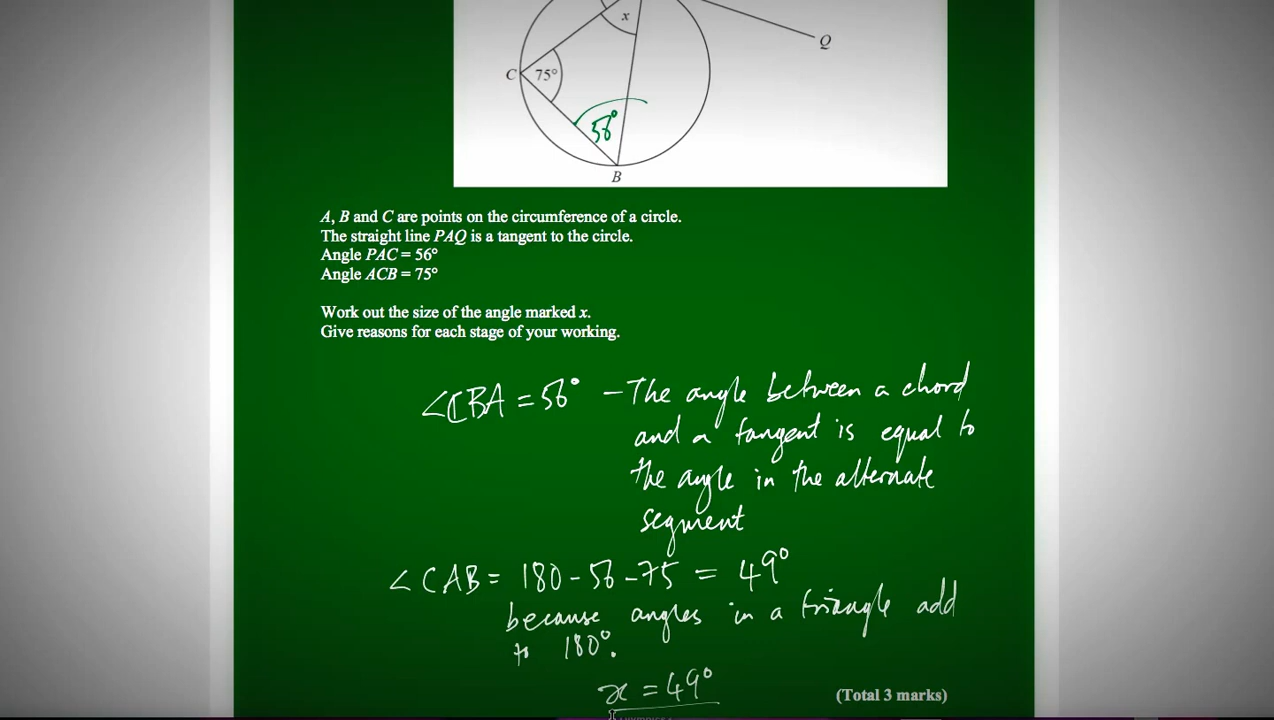 x
Q
C 75°
56°
B
A, B and C are points on the circumference of a circle.
The straight line PAQ is a tangent to the circle.
Angle PAC = 56°
Angle ACB = 75°
Work out the size of the angle marked x.
Give reasons for each stage of your working.
∠CBA = 56° – The angle between a chord
and a tangent is equal to
the angle in the alternate
segment
∠CAB = 180 - 56 - 75 = 49°
because angles in a triangle add
to 180°.
x = 49°
(Total 3 marks)